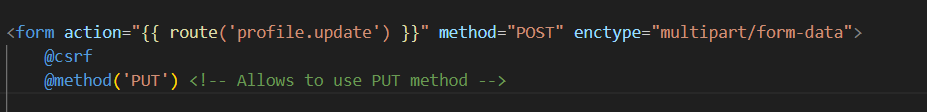 <form action="{{ route('profile.update') }}" method="POST" enctype="multipart/form-data">
@csrf
@method('PUT') <!-- Allows to use PUT method -->